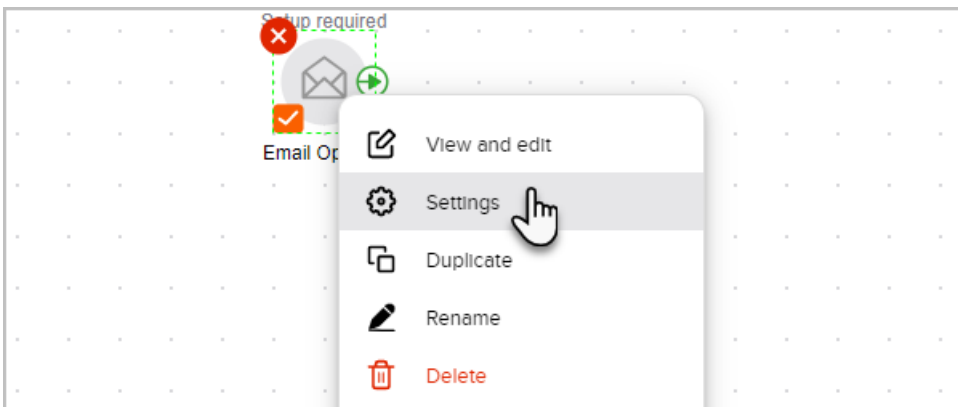 Setup required
Email Op
View and edit
Settings
Duplicate
Rename
Delete